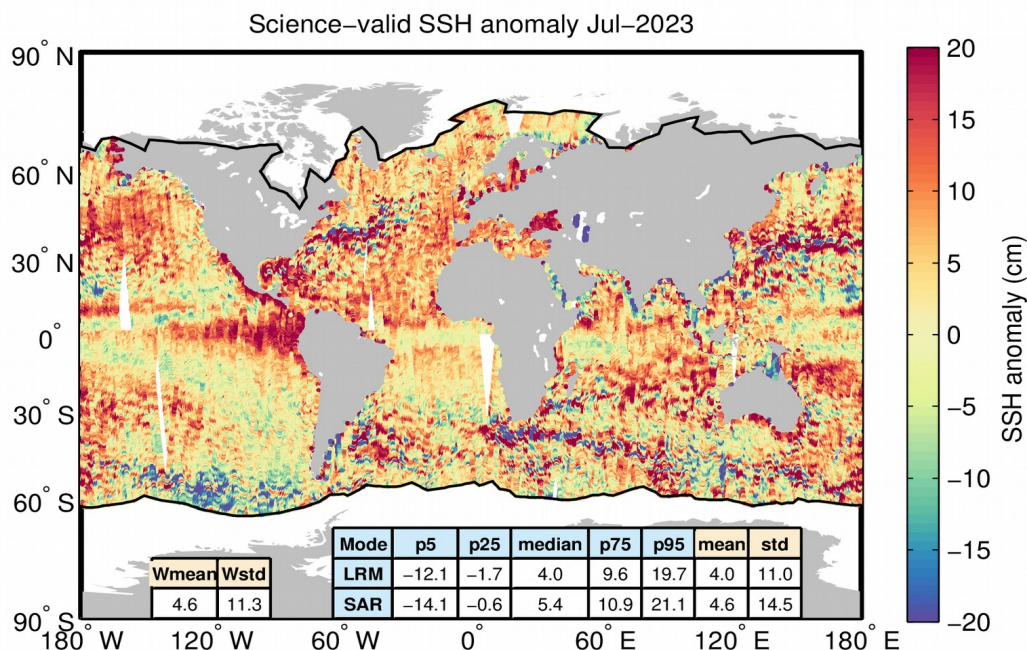 Science−valid SSH anomaly Jul−2023
90° N
60° N
30° N
0°
30° S
60° S
90° S
180° W 120° W 60° W 0° 60° E 120° E 180° E
Wmean Wstd
4.6 11.3
Mode p5 p25 median p75 p95 mean std
LRM −12.1 −1.7 4.0 9.6 19.7 4.0 11.0
SAR −14.1 −0.6 5.4 10.9 21.1 4.6 14.5
20
15
10
5
0
−5
−10
−15
−20
SSH anomaly (cm)